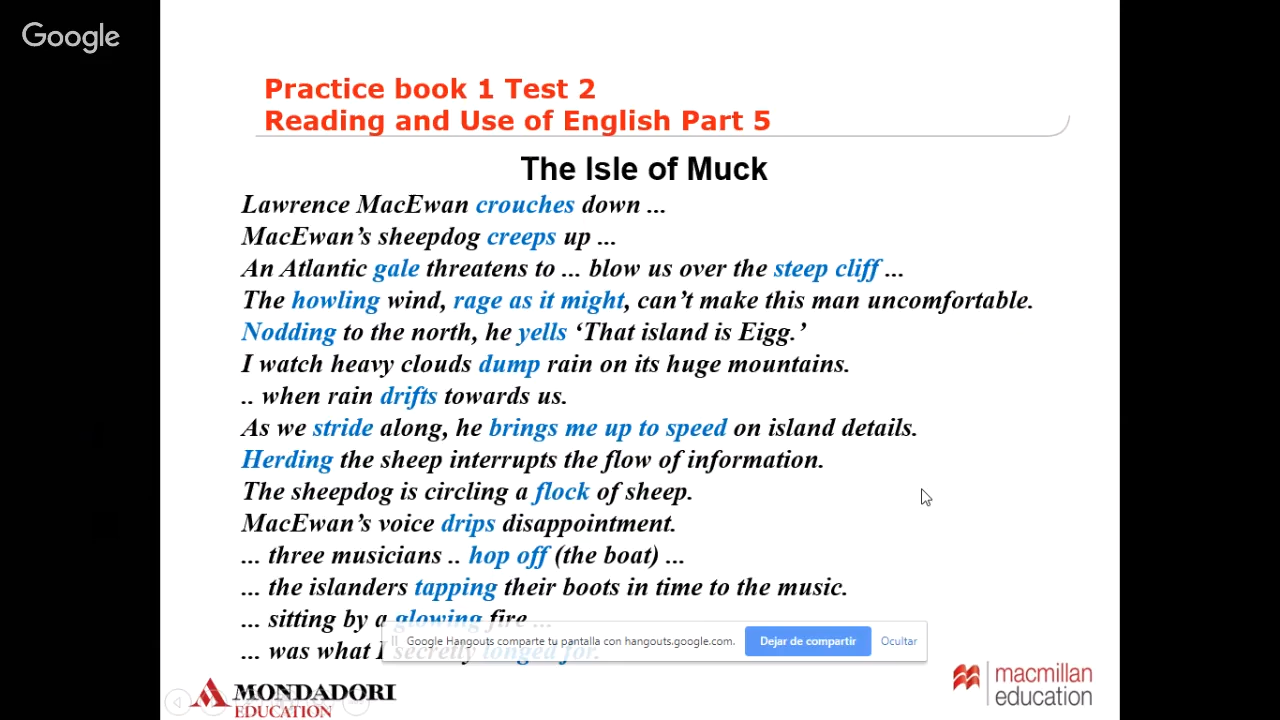 Google
Practice book 1 Test 2
Reading and Use of English Part 5
The Isle of Muck
Lawrence MacEwan crouches down ...
MacEwan's sheepdog creeps up ...
An Atlantic gale threatens to ... blow us over the steep cliff ...
The howling wind, rage as it might, can't make this man uncomfortable.
Nodding to the north, he yells ‘That island is Eigg.’
I watch heavy clouds dump rain on its huge mountains.
.. when rain drifts towards us.
As we stride along, he brings me up to speed on island details.
Herding the sheep interrupts the flow of information.
The sheepdog is circling a flock of sheep.
MacEwan's voice drips disappointment.
... three musicians .. hop off (the boat) ...
... the islanders tapping their boots in time to the music.
... sitting by a glowing fire ...
Google Hangouts comparte tu pantalla con hangouts.google.com. Dejar de compartir Ocultar
... was what I secretly longed for.
MONDADORI
EDUCATION
macmillan
education